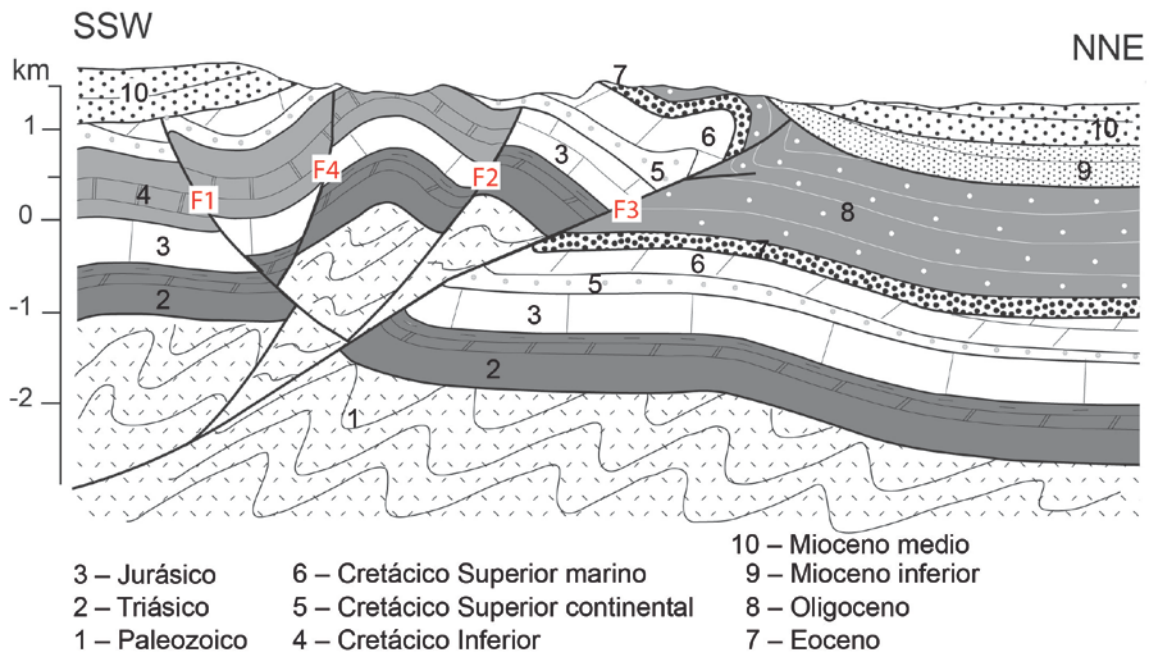 SSW
NNE
km
1
0
-1
-2
10
7
6
10
9
3
5
F4
F2
4
F1
F3
8
3
6
5
2
3
2
1
10 – Mioceno medio
3 – Jurásico 6 – Cretácico Superior marino 9 – Mioceno inferior
2 – Triásico 5 – Cretácico Superior continental 8 – Oligoceno
1 – Paleozoico 4 – Cretácico Inferior 7 – Eoceno